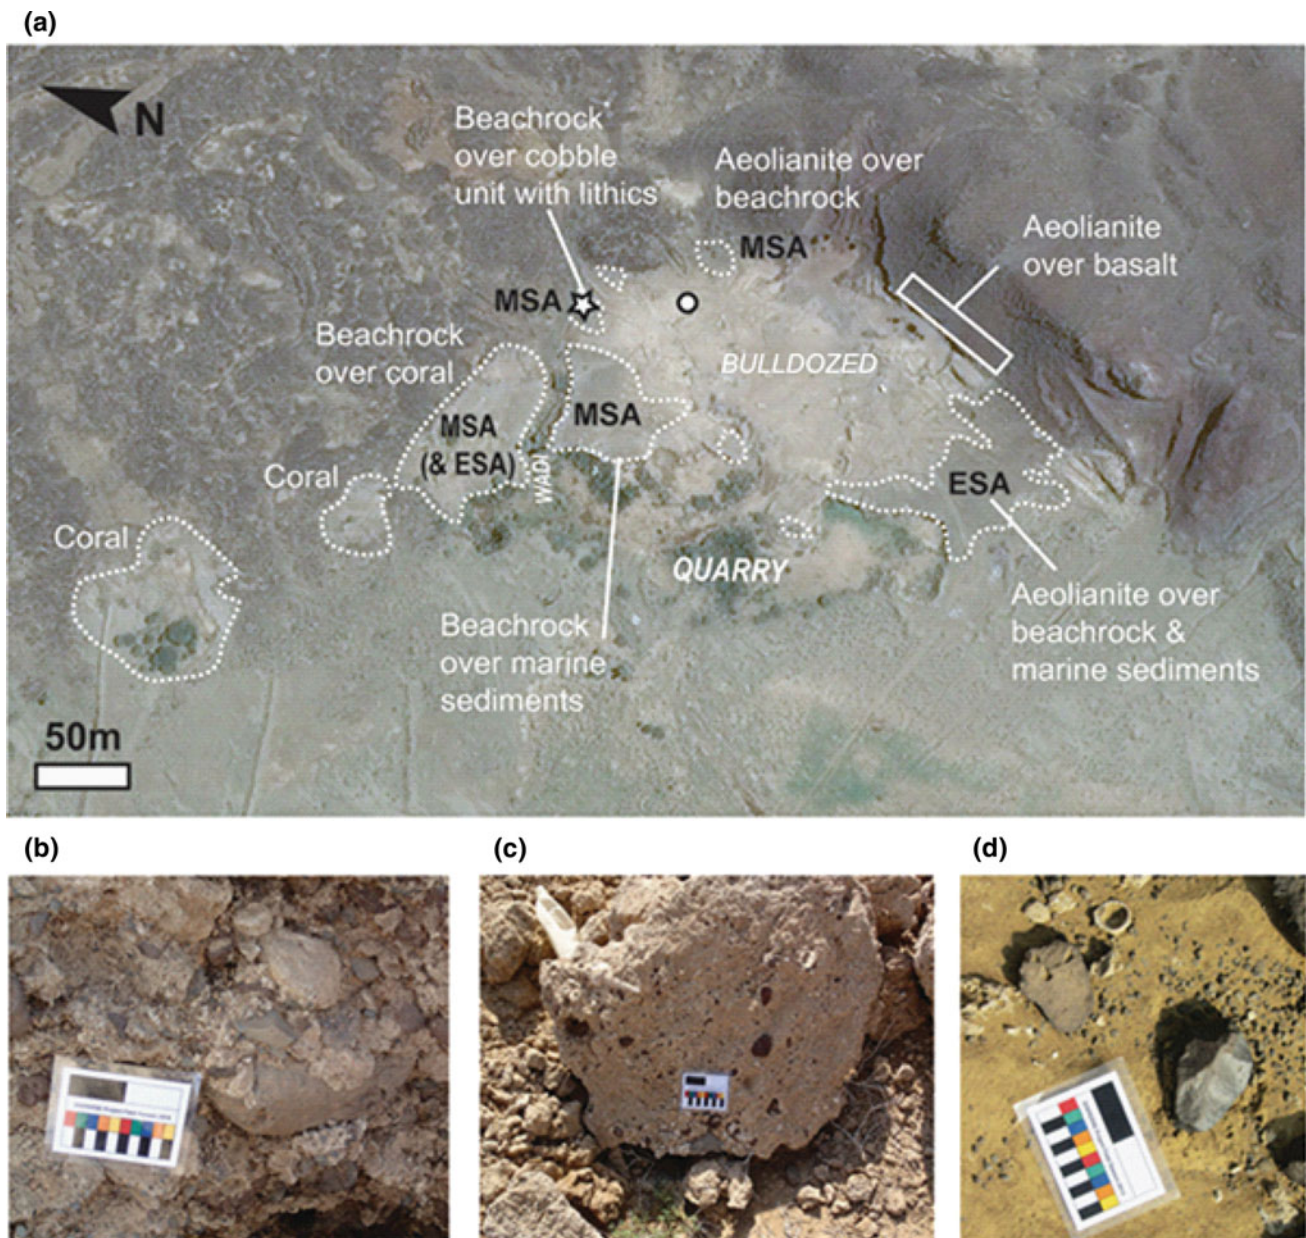 (a)
N
Beachrock
over cobble
unit with lithics
Aeolianite over
beachrock
MSA
Aeolianite
over basalt
MSA
Beachrock
over coral
BULLDOZED
MSA
(& ESA)
MSA
Coral
WADI
ESA
Coral
QUARRY
Beachrock
over marine
sediments
Aeolianite over
beachrock &
marine sediments
50m
(b)
(c)
(d)